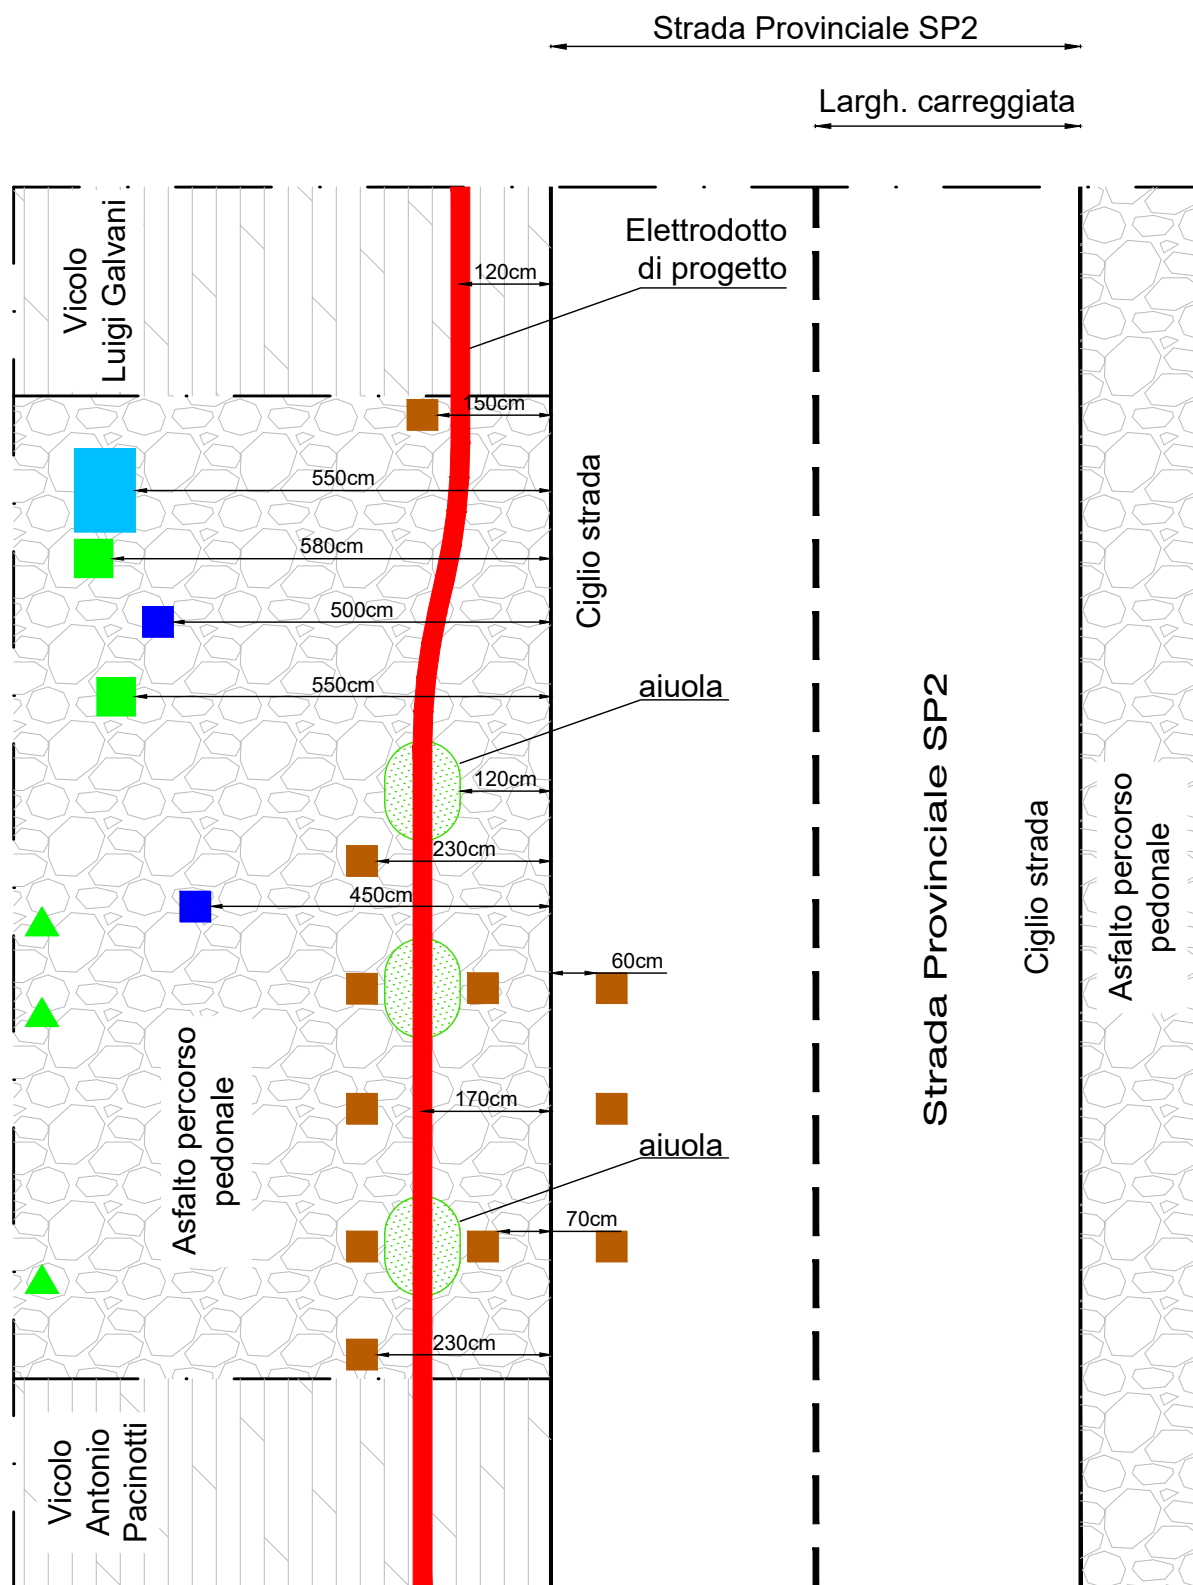 Strada Provinciale SP2
Largh. carreggiata
Vicolo
Luigi Galvani
Elettrodotto
di progetto
120cm
150cm
550cm
580cm
500cm
550cm
Ciglio strada
aiuola
120cm
230cm
450cm
60cm
Strada Provinciale SP2
Ciglio strada
Asfalto percorso
pedonale
Asfalto percorso
pedonale
170cm
aiuola
70cm
230cm
Vicolo
Antonio
Pacinotti